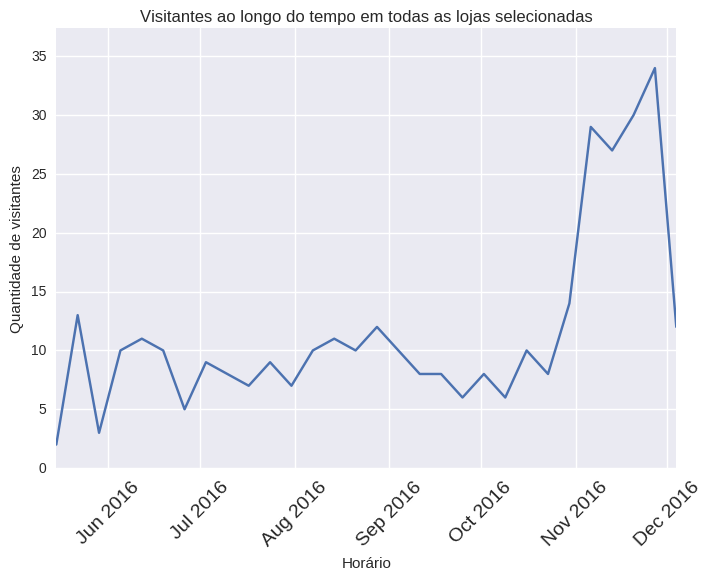 Visitantes ao longo do tempo em todas as lojas selecionadas
Quantidade de visitantes
35
30
25
20
15
10
5
0
Jun 2016
Jul 2016
Aug 2016
Sep 2016
Oct 2016
Nov 2016
Dec 2016
Horário